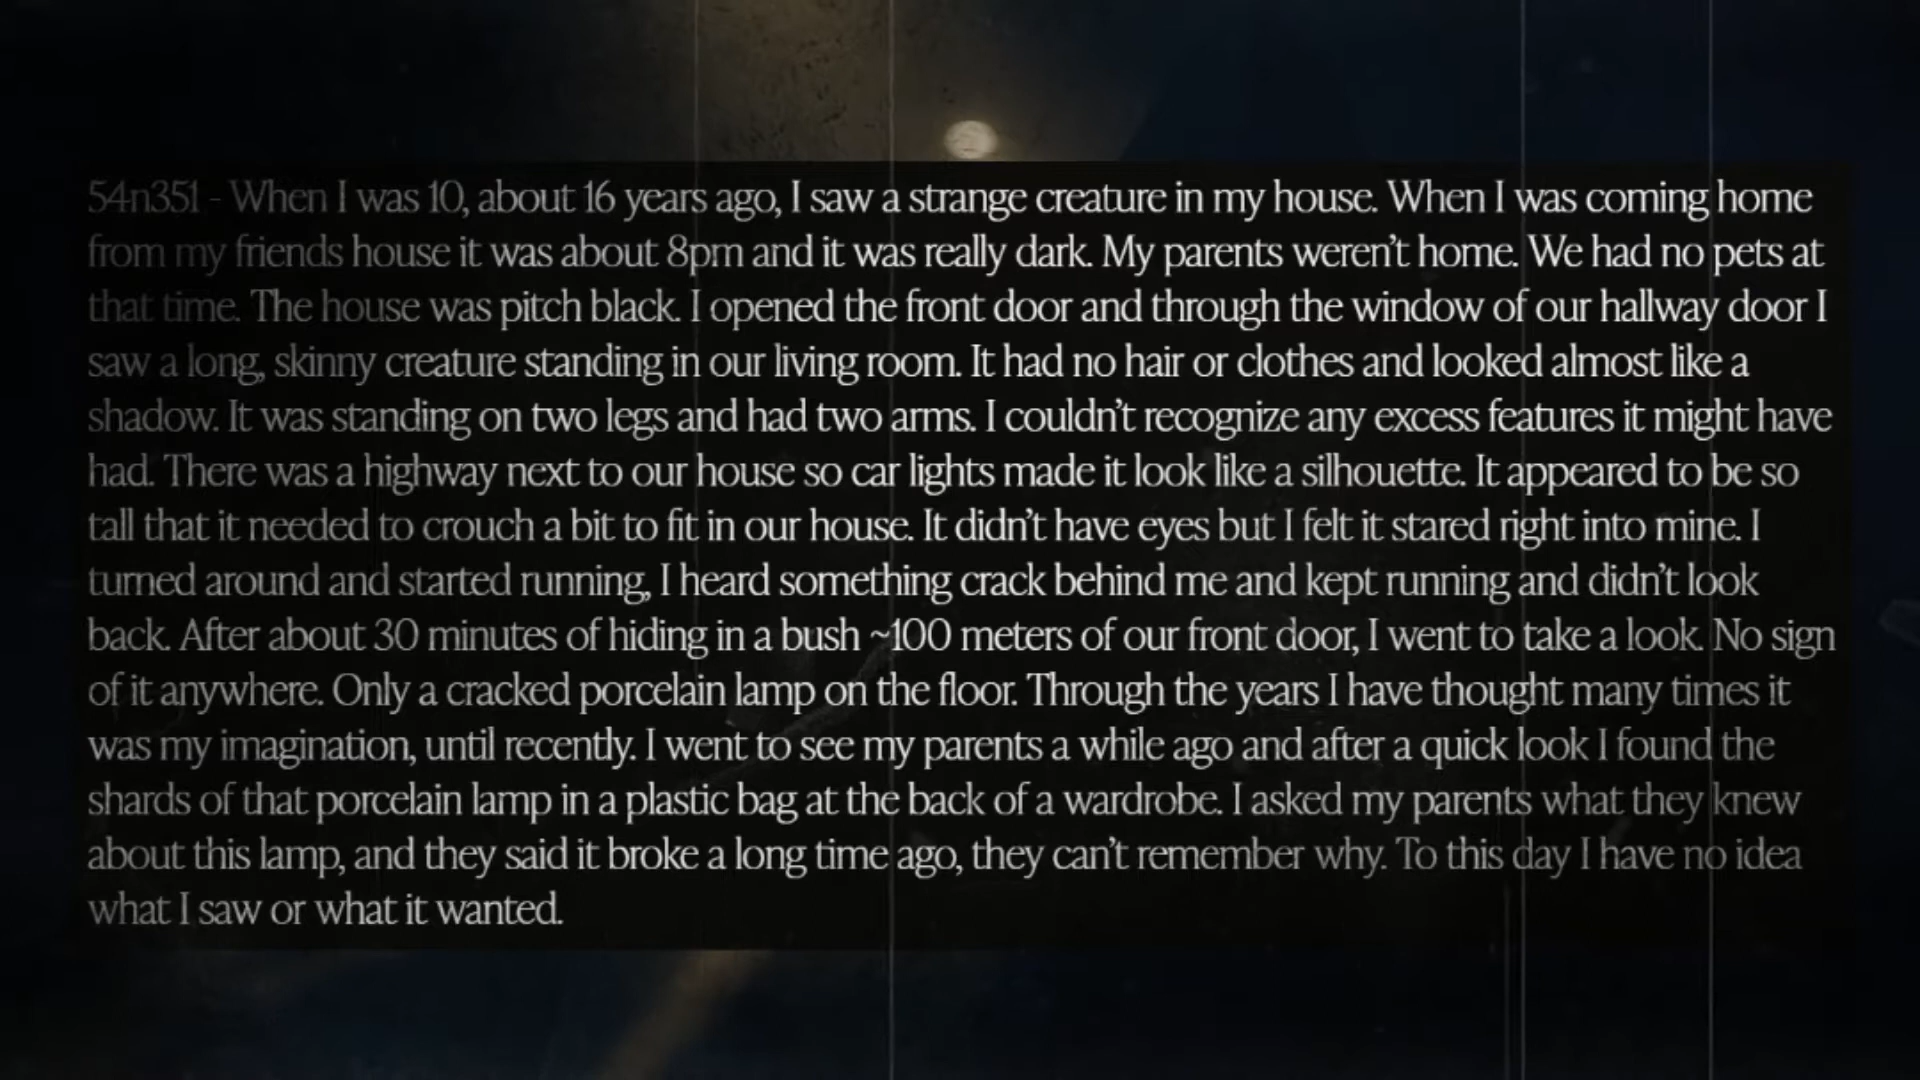 54n351 - When I was 10, about 16 years ago, I saw a strange creature in my house. When I was coming home
from my friends house it was about 8pm and it was really dark. My parents weren't home. We had no pets at
that time. The house was pitch black. I opened the front door and through the window of our hallway door I
saw a long, skinny creature standing in our living room. It had no hair or clothes and looked almost like a
shadow. It was standing on two legs and had two arms. I couldn't recognize any excess features it might have
had. There was a highway next to our house so car lights made it look like a silhouette. It appeared to be so
tall that it needed to crouch a bit to fit in our house. It didn't have eyes but I felt it stared right into mine. I
turned around and started running, I heard something crack behind me and kept running and didn't look
back. After about 30 minutes of hiding in a bush ~100 meters of our front door, I went to take a look. No sign
of it anywhere. Only a cracked porcelain lamp on the floor. Through the years I have thought many times it
was my imagination, until recently. I went to see my parents a while ago and after a quick look I found the
shards of that porcelain lamp in a plastic bag at the back of a wardrobe. I asked my parents what they knew
about this lamp, and they said it broke a long time ago, they can't remember why. To this day I have no idea
what I saw or what it wanted.